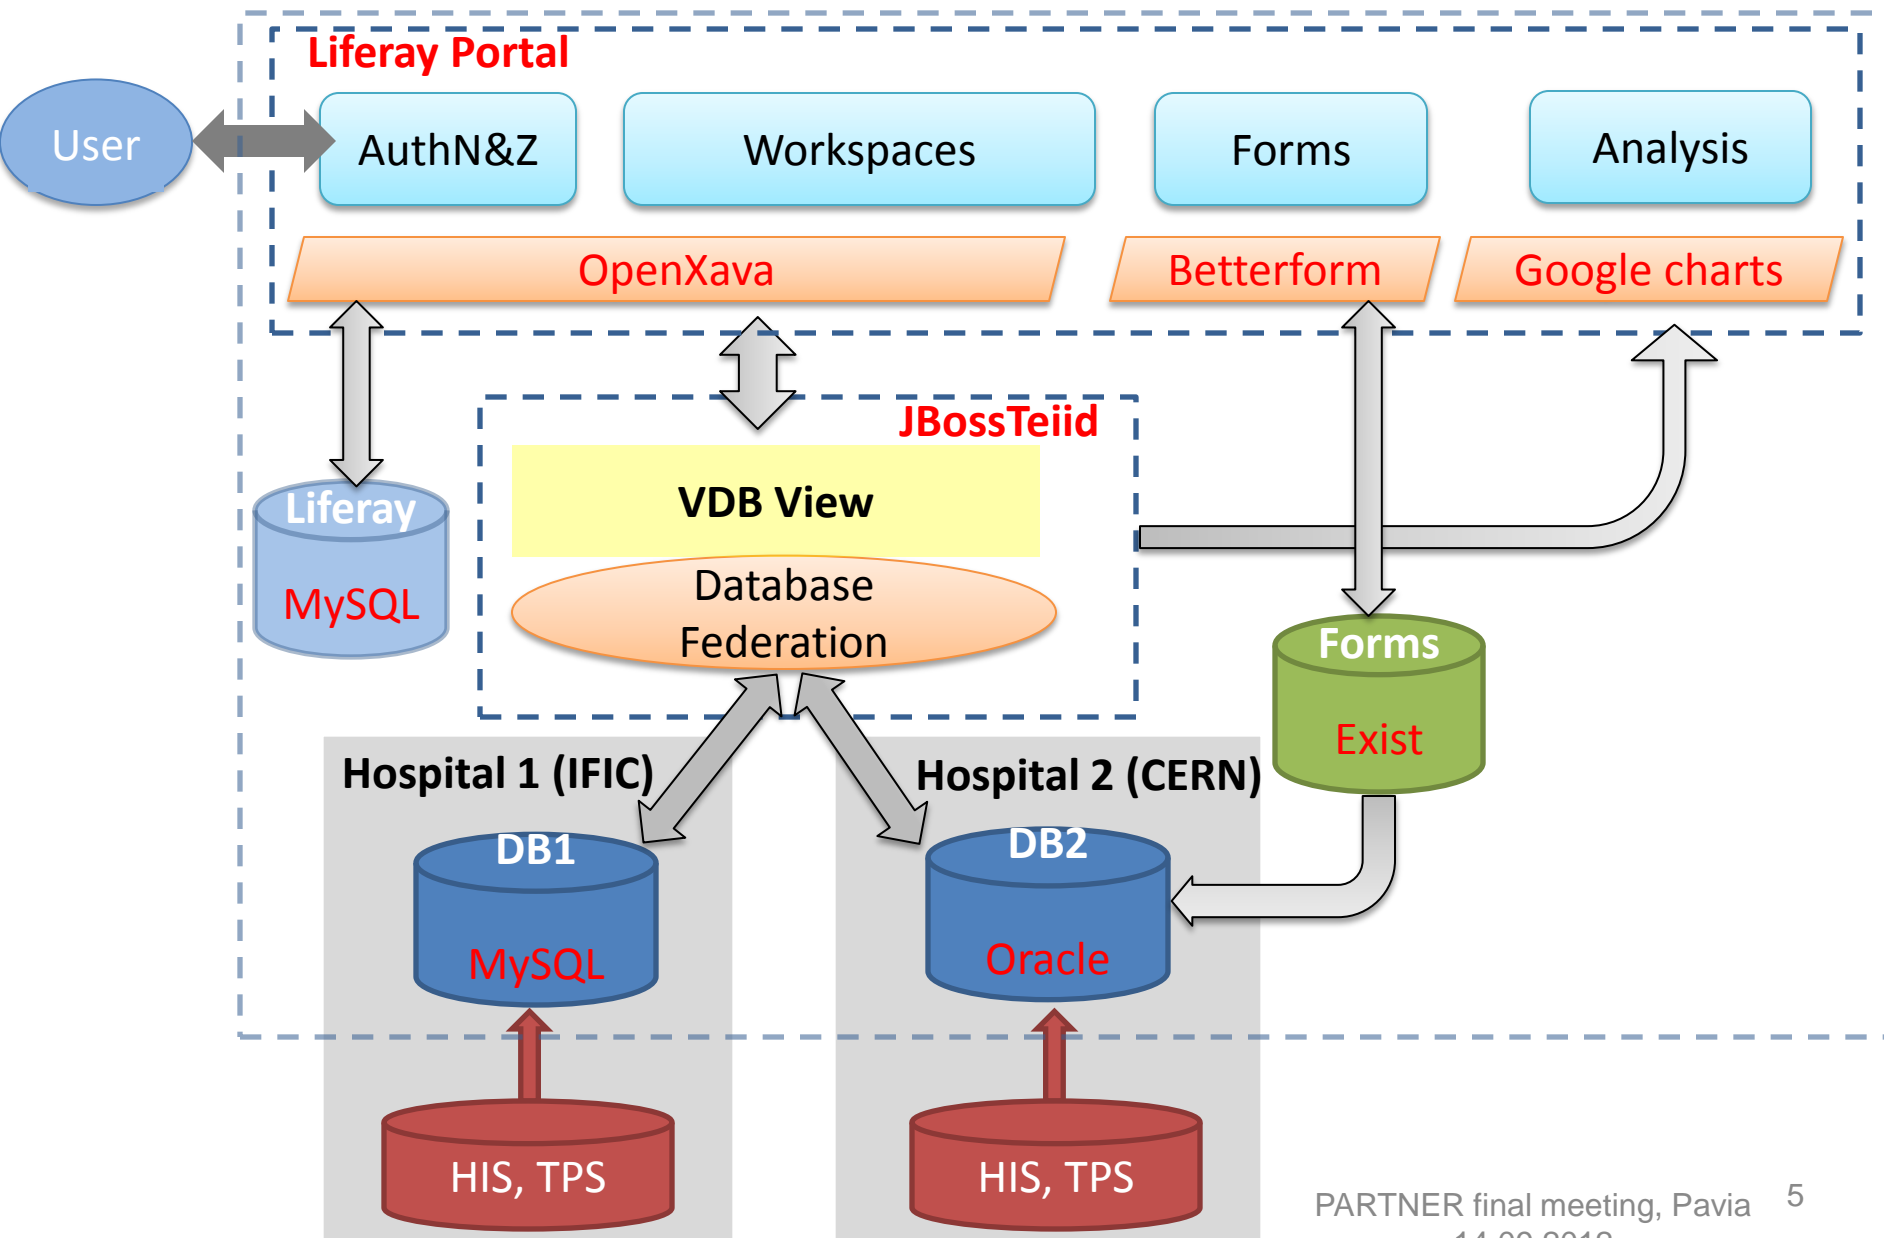 Liferay Portal
User
AuthN&Z
Workspaces
Forms
Analysis
OpenXava
Betterform
Google charts
JBossTeiid
VDB View
Liferay
MySQL
Database
Federation
Forms
Exist
Hospital 1 (IFIC)
Hospital 2 (CERN)
DB1
MySQL
DB2
Oracle
HIS, TPS
HIS, TPS
PARTNER final meeting, Pavia
5